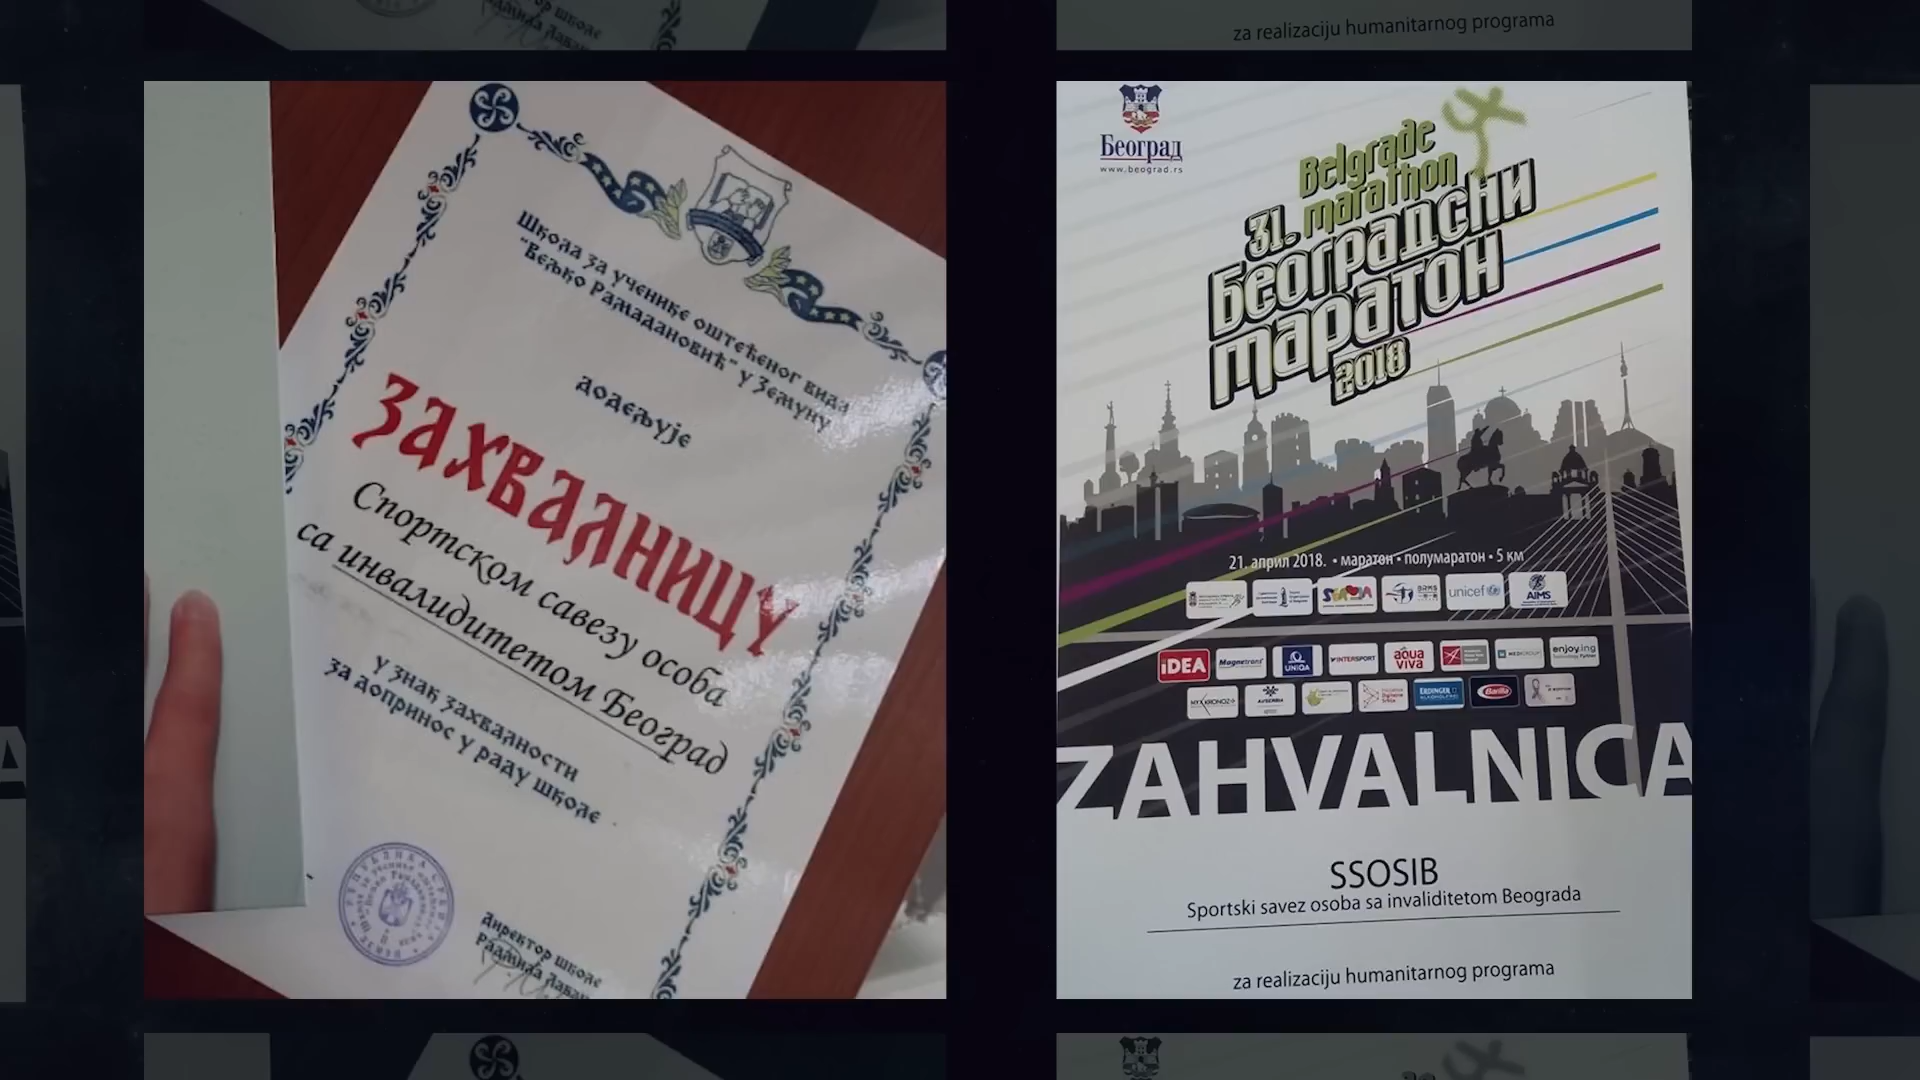 za realizaciju humanitarnog programa
Школа за ученике оштећеног вида
"Вељко Рамадановић" у Земуну
додељује
ЗАХВАЛНИЦУ
Спортском савезу особа
са инвалидитетом Београд
у знак захвалности
за допринос у раду школе
Директор школе
Радмила
Београд
www.beograd.rs
Belgrade
marathon
31.
Београдски
маратон
2018
21. април 2018. • маратон • полумаратон • 5 км
unicef
AIMS
iDEA
Magnetrans
UNIQA
INTERSPORT
aqua
viva
enjoy.ing
ERDINGER
Barilla
ZAHVALNICA
SSOSIB
Sportski savez osoba sa invaliditetom Beograda
za realizaciju humanitarnog programa